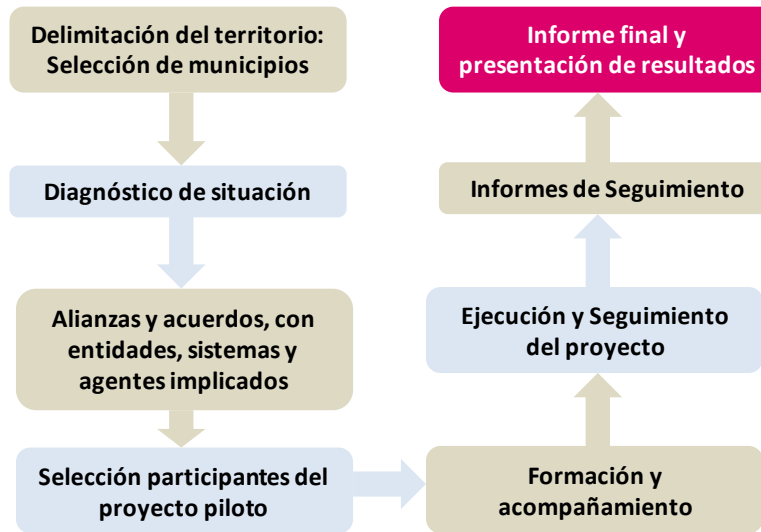 Delimitación del territorio:
Selección de municipios
Diagnóstico de situación
Alianzas y acuerdos, con
entidades, sistemas y
agentes implicados
Selección participantes del
proyecto piloto
Formación y
acompañamiento
Ejecución y Seguimiento
del proyecto
Informes de Seguimiento
Informe final y
presentación de resultados